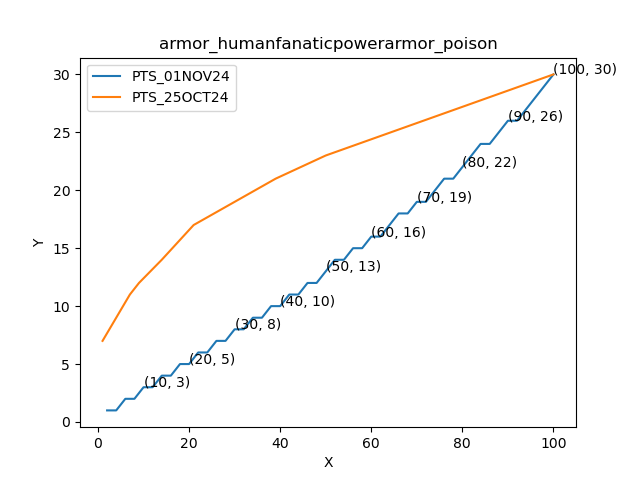 armor_humanfanaticpowerarmor_poison
PTS_01NOV24
PTS_25OCT24
(100, 30)
(90, 26)
(80, 22)
(70, 19)
(60, 16)
(50, 13)
(40, 10)
(30, 8)
(20, 5)
(10, 3)
30
25
20
15
10
5
0
Y
0 20 40 60 80 100
X